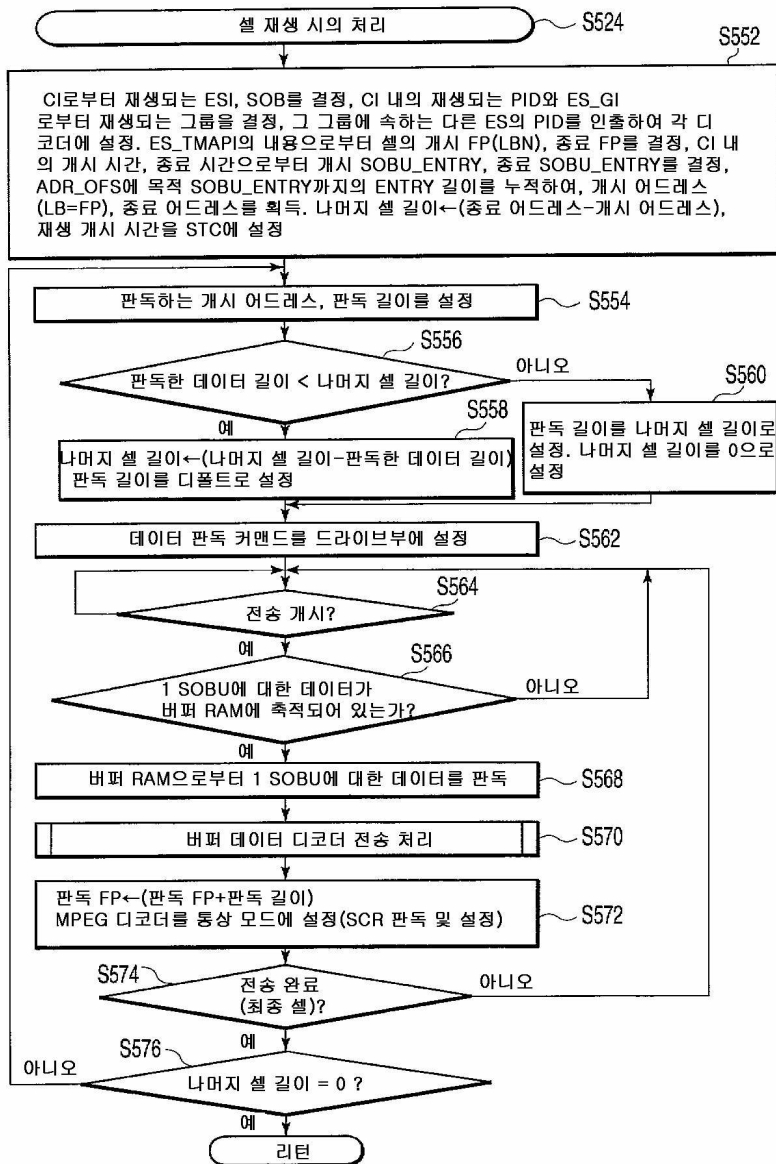 셀 재생 시의 처리
S524
S552
CI로부터 재생되는 ESI, SOB를 결정, CI 내의 재생되는 PID와 ES_GI
로부터 재생되는 그룹을 결정, 그 그룹에 속하는 다른 ES의 PID를 인출하여 각 디
코더에 설정. ES_TMAPI의 내용으로부터 셀의 개시 FP(LBN), 종료 FP를 결정, CI 내
의 개시 시간, 종료 시간으로부터 개시 SOBU_ENTRY, 종료 SOBU_ENTRY를 결정,
ADR_OFS에 목적 SOBU_ENTRY까지의 ENTRY 길이를 누적하여, 개시 어드레스
(LB=FP), 종료 어드레스를 획득. 나머지 셀 길이←(종료 어드레스-개시 어드레스),
재생 개시 시간을 STC에 설정
판독하는 개시 어드레스, 판독 길이를 설정
S554
S556
판독한 데이터 길이 < 나머지 셀 길이?
아니오
예
S558
나머지 셀 길이←(나머지 셀 길이-판독한 데이터 길이)
판독 길이를 디폴트로 설정
S560
판독 길이를 나머지 셀 길이로
설정. 나머지 셀 길이를 0으로
설정
데이터 판독 커맨드를 드라이브부에 설정
S562
S564
전송 개시?
예
S566
1 SOBU에 대한 데이터가
버퍼 RAM에 축적되어 있는가?
아니오
예
버퍼 RAM으로부터 1 SOBU에 대한 데이터를 판독
S568
버퍼 데이터 디코더 전송 처리
S570
판독 FP←(판독 FP+판독 길이)
MPEG 디코더를 통상 모드에 설정(SCR 판독 및 설정)
S572
S574
전송 완료
(최종 셀)?
아니오
예
S576
나머지 셀 길이 = 0 ?
아니오
예
리턴